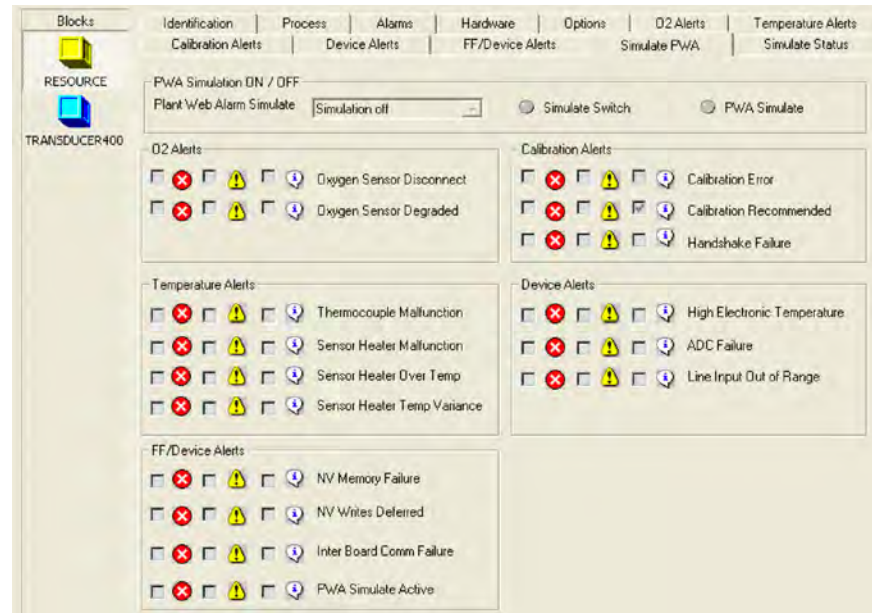 Blocks
Identification Process Alarms Hardware Options O2 Alerts Temperature Alerts
Calibration Alerts Device Alerts FF/Device Alerts Simulate PWA Simulate Status
RESOURCE
TRANSDUCER400
PWA Simulation ON / OFF
Plant Web Alarm Simulate Simulation off Simulate Switch PWA Simulate
O2 Alerts
Oxygen Sensor Disconnect
Oxygen Sensor Degraded
Calibration Alerts
Calibration Error
Calibration Recommended
Handshake Failure
Temperature Alerts
Thermocouple Malfunction
Sensor Heater Malfunction
Sensor Heater Over Temp
Sensor Heater Temp Variance
Device Alerts
High Electronic Temperature
ADC Failure
Line Input Out of Range
FF/Device Alerts
NV Memory Failure
NV Writes Deferred
Inter Board Comm Failure
PWA Simulate Active